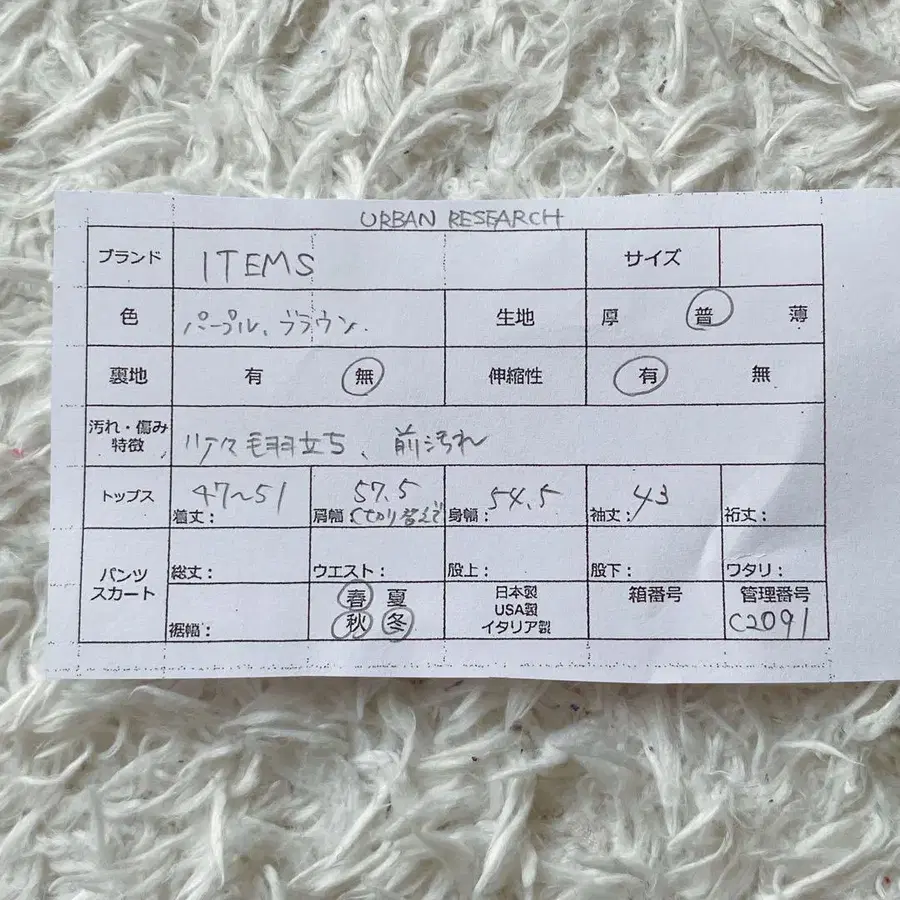 URBAN RESEARCH
ブランド ITEMS サイズ
色 パープル、ブラウン. 生地 厚 普 薄
裏地 有 無 伸縮性 有 無
汚れ・傷み
特徴 リブ毛羽立ち、前汚れ
トップス 47〜51 57.5 54.5 43
着丈: 肩幅:(切り替えで 身幅: 袖丈: 裄丈:
パンツ
スカート
総丈: ウエスト: 股上: 股下: ワタリ:
裾幅:
春 夏
秋 冬
日本製
USA製
イタリア製
箱番号
管理番号
C2091